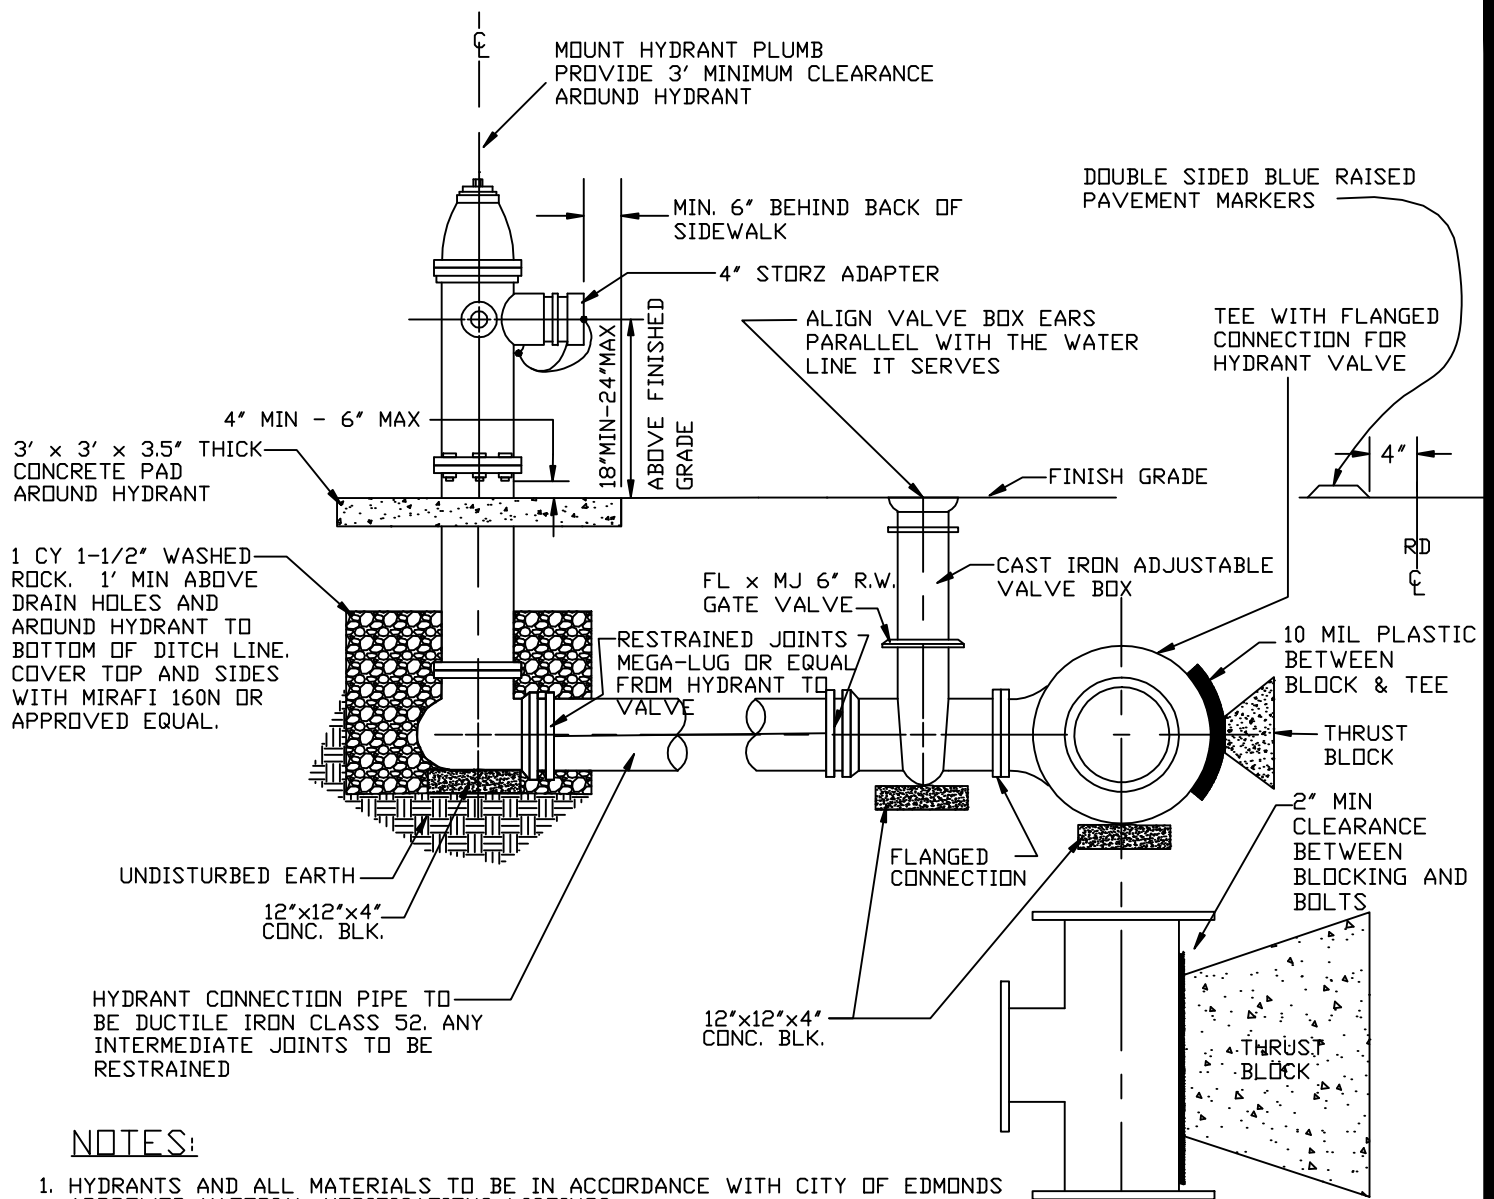 CL
MOUNT HYDRANT PLUMB
PROVIDE 3' MINIMUM CLEARANCE
AROUND HYDRANT
DOUBLE SIDED BLUE RAISED
PAVEMENT MARKERS
MIN. 6" BEHIND BACK OF
SIDEWALK
4" STORZ ADAPTER
18"MIN-24"MAX
ABOVE FINISHED
GRADE
ALIGN VALVE BOX EARS
PARALLEL WITH THE WATER
LINE IT SERVES
TEE WITH FLANGED
CONNECTION FOR
HYDRANT VALVE
4" MIN - 6" MAX
3' x 3' x 3.5" THICK
CONCRETE PAD
AROUND HYDRANT
4"
FINISH GRADE
RD
CL
1 CY 1-1/2" WASHED
ROCK. 1' MIN ABOVE
DRAIN HOLES AND
AROUND HYDRANT TO
BOTTOM OF DITCH LINE.
COVER TOP AND SIDES
WITH MIRAFI 160N OR
APPROVED EQUAL.
FL x MJ 6" R.W.
GATE VALVE
CAST IRON ADJUSTABLE
VALVE BOX
RESTRAINED JOINTS
MEGA-LUG OR EQUAL
FROM HYDRANT TO
VALVE
10 MIL PLASTIC
BETWEEN
BLOCK & TEE
THRUST
BLOCK
2" MIN
CLEARANCE
BETWEEN
BLOCKING AND
BOLTS
FLANGED
CONNECTION
UNDISTURBED EARTH
12"x12"x4"
CONC. BLK.
HYDRANT CONNECTION PIPE TO
BE DUCTILE IRON CLASS 52. ANY
INTERMEDIATE JOINTS TO BE
RESTRAINED
12"x12"x4"
CONC. BLK.
THRUST
BLOCK
NOTES:
1. HYDRANTS AND ALL MATERIALS TO BE IN ACCORDANCE WITH CITY OF EDMONDS